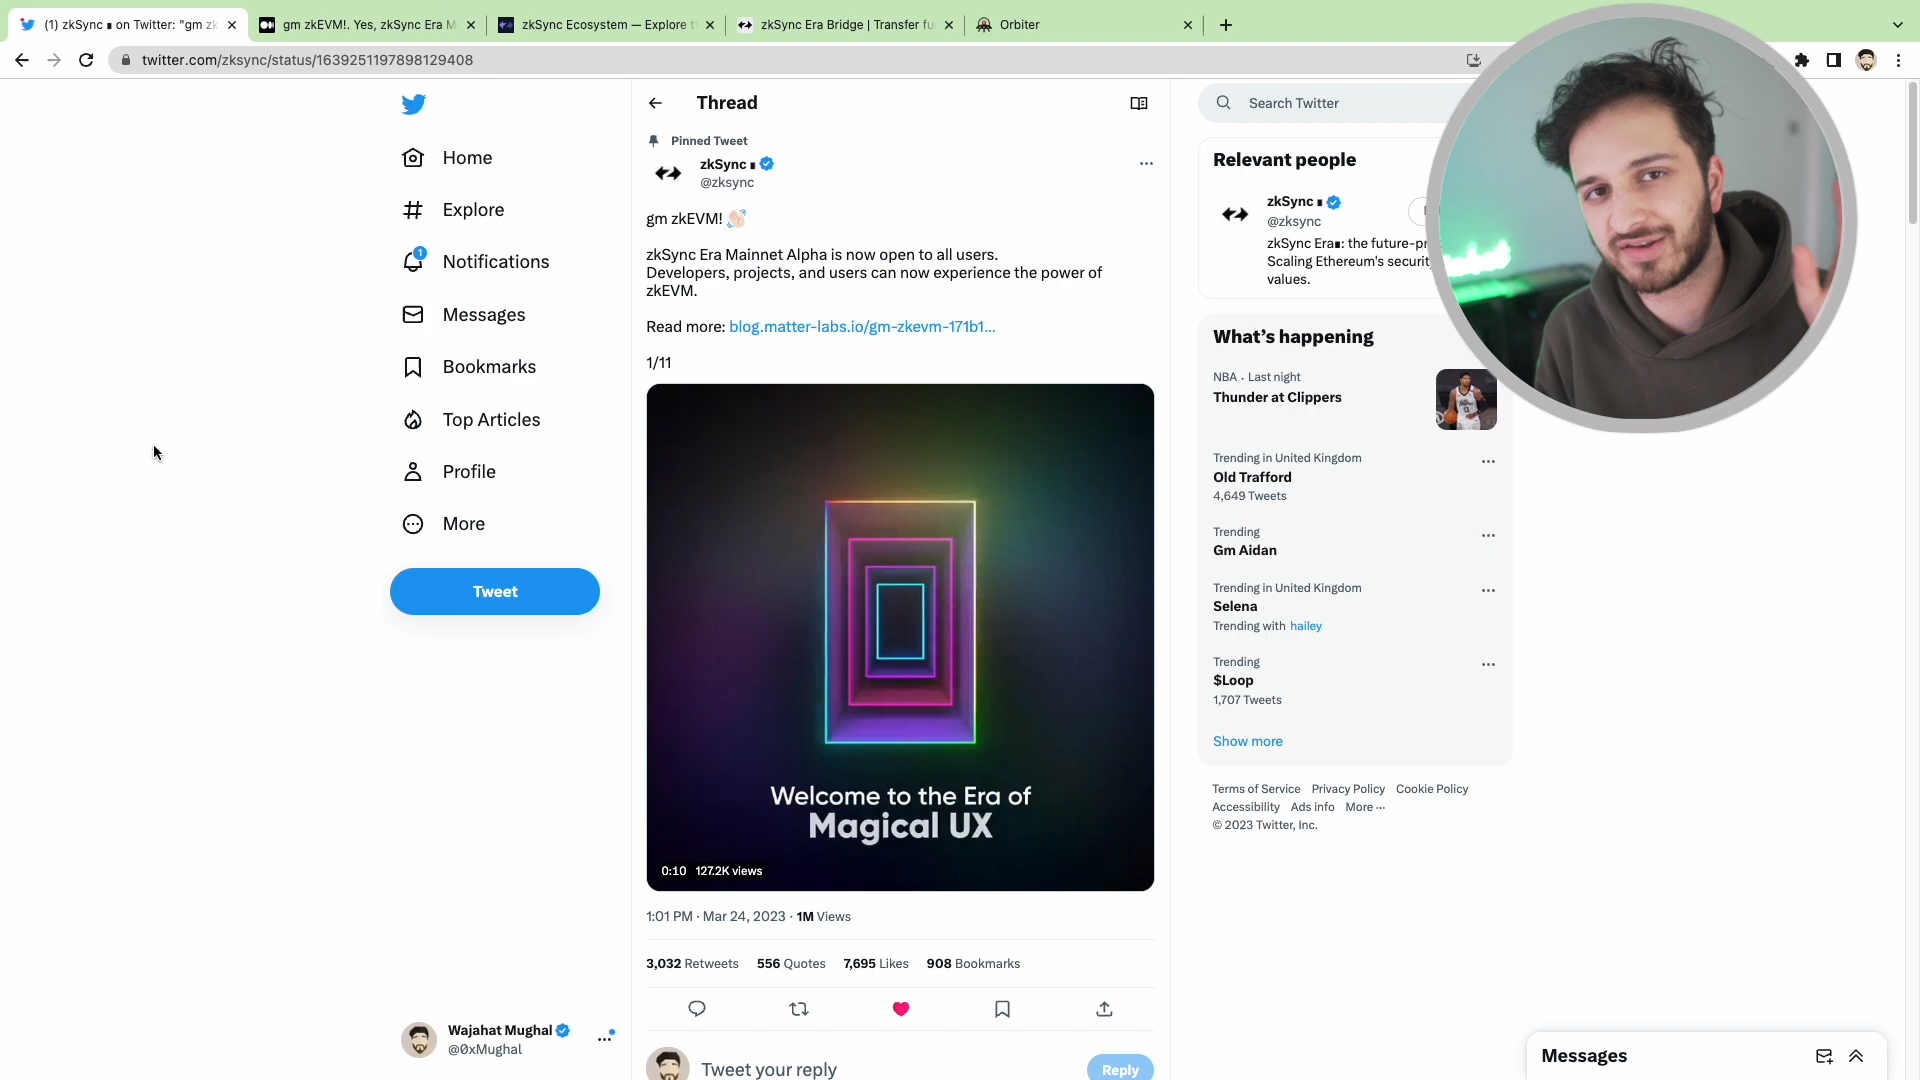 (1) zkSync ∎ on Twitter: "gm zk
gm zkEVM!. Yes, zkSync Era M
zkSync Ecosystem — Explore t
zkSync Era Bridge | Transfer fu
Orbiter
twitter.com/zksync/status/1639251197898129408
Home
Explore
1
Notifications
Messages
Bookmarks
Top Articles
Profile
More
Tweet
Wajahat Mughal
@0xMughal
Thread
Pinned Tweet
zkSync ∎
@zksync
gm zkEVM! 👋🏻
zkSync Era Mainnet Alpha is now open to all users.
Developers, projects, and users can now experience the power of
zkEVM.
Read more: blog.matter-labs.io/gm-zkevm-171b1...
1/11
Welcome to the Era of
Magical UX
0:10 127.2K views
1:01 PM · Mar 24, 2023 · 1M Views
3,032 Retweets 556 Quotes 7,695 Likes 908 Bookmarks
Tweet your reply
Reply
Search Twitter
Relevant people
zkSync ∎
@zksync
zkSync Era∎: the future-pr
Scaling Ethereum's security
values.
What's happening
NBA · Last night
Thunder at Clippers
Trending in United Kingdom
Old Trafford
4,649 Tweets
Trending
Gm Aidan
Trending in United Kingdom
Selena
Trending with hailey
Trending
$Loop
1,707 Tweets
Show more
Terms of Service Privacy Policy Cookie Policy
Accessibility Ads info More ···
© 2023 Twitter, Inc.
Messages